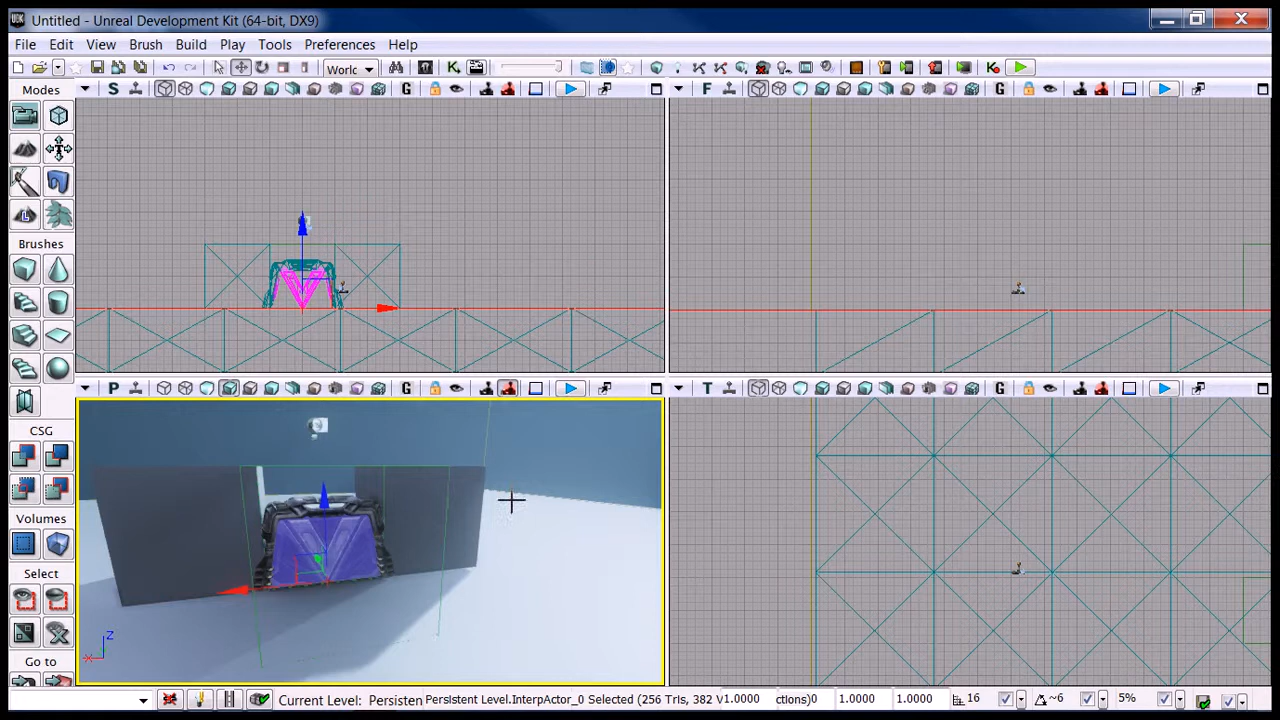 Untitled - Unreal Development Kit (64-bit, DX9)
File Edit View Brush Build Play Tools Preferences Help
Worlc
Modes
S G
F G
Brushes
P G
T G
CSG
Volumes
Select
Z
X
Go to
Current Level: Persisten Persistent Level.InterpActor_0 Selected (256 Tris, 382 V 1.0000 ctions)0 1.0000 1.0000 16 ~6 5%